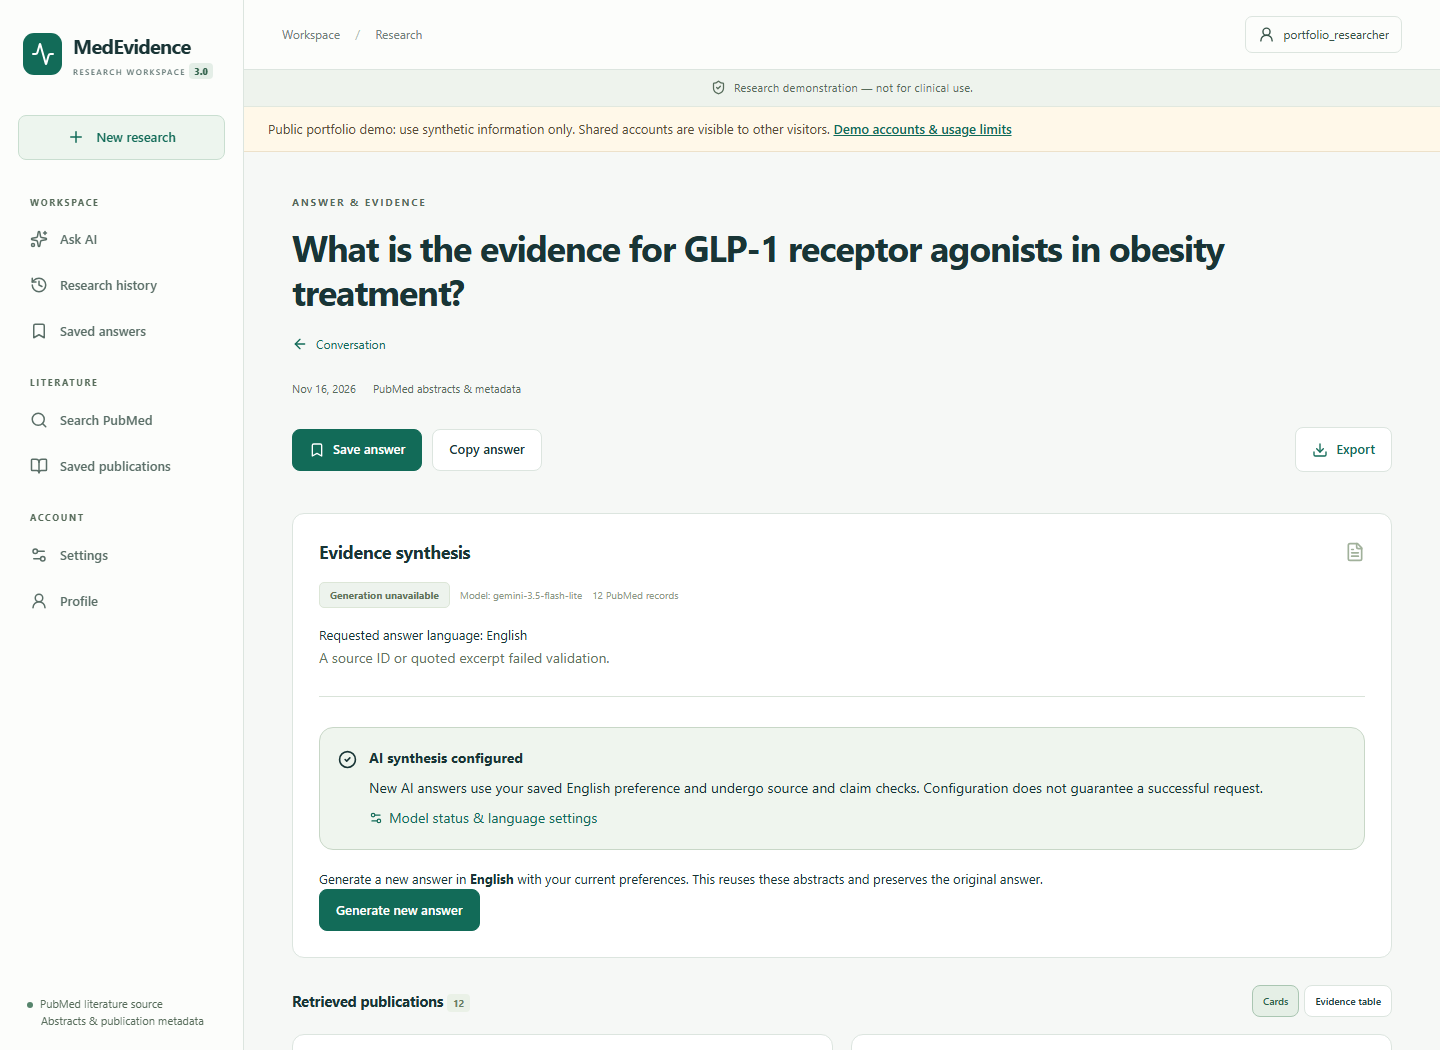 MedEvidence
RESEARCH WORKSPACE 3.0
New research
WORKSPACE
Ask AI
Research history
Saved answers
LITERATURE
Search PubMed
Saved publications
ACCOUNT
Settings
Profile
PubMed literature source
Abstracts & publication metadata
Workspace / Research
portfolio_researcher
Research demonstration — not for clinical use.
Public portfolio demo: use synthetic information only. Shared accounts are visible to other visitors. Demo accounts & usage limits
ANSWER & EVIDENCE
What is the evidence for GLP-1 receptor agonists in obesity
treatment?
Conversation
Nov 16, 2026 PubMed abstracts & metadata
Save answer
Copy answer
Export
Evidence synthesis
Generation unavailable Model: gemini-3.5-flash-lite 12 PubMed records
Requested answer language: English
A source ID or quoted excerpt failed validation.
AI synthesis configured
New AI answers use your saved English preference and undergo source and claim checks. Configuration does not guarantee a successful request.
Model status & language settings
Generate a new answer in English with your current preferences. This reuses these abstracts and preserves the original answer.
Generate new answer
Retrieved publications 12
Cards
Evidence table